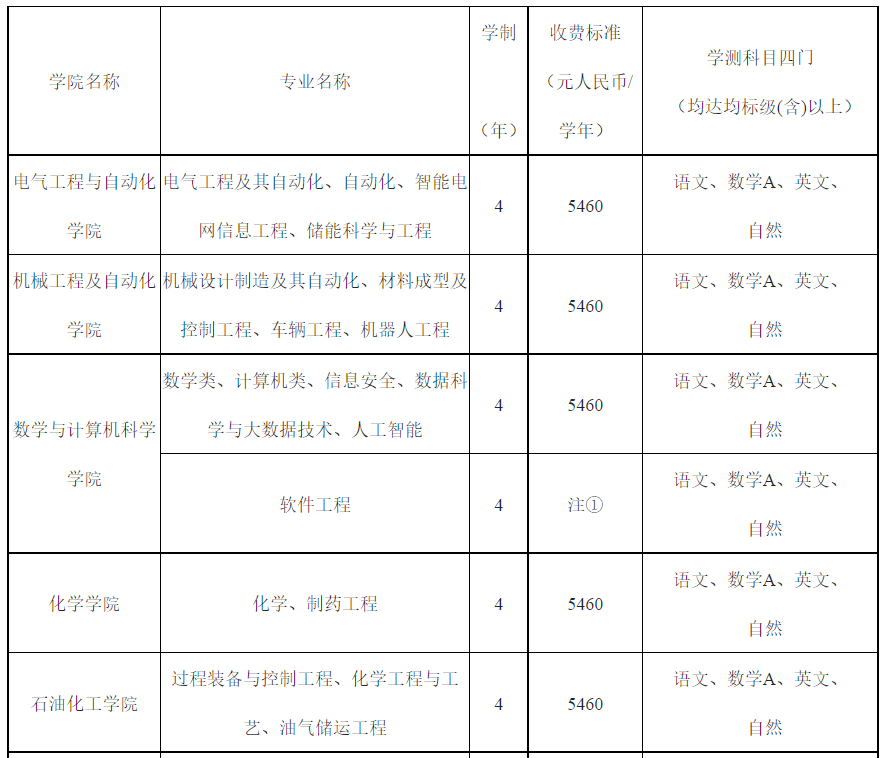 学院名称
专业名称
学制
（年）
收费标准
（元人民币/
学年）
学测科目四门
（均达均标级(含)以上）
电气工程与自动化
学院
电气工程及其自动化、自动化、智能电
网信息工程、储能科学与工程
4
5460
语文、数学A、英文、
自然
机械工程及自动化
学院
机械设计制造及其自动化、材料成型及
控制工程、车辆工程、机器人工程
4
5460
语文、数学A、英文、
自然
数学与计算机科学
学院
数学类、计算机类、信息安全、数据科
学与大数据技术、人工智能
4
5460
语文、数学A、英文、
自然
软件工程
4
注①
语文、数学A、英文、
自然
化学学院
化学、制药工程
4
5460
语文、数学A、英文、
自然
石油化工学院
过程装备与控制工程、化学工程与工
艺、油气储运工程
4
5460
语文、数学A、英文、
自然